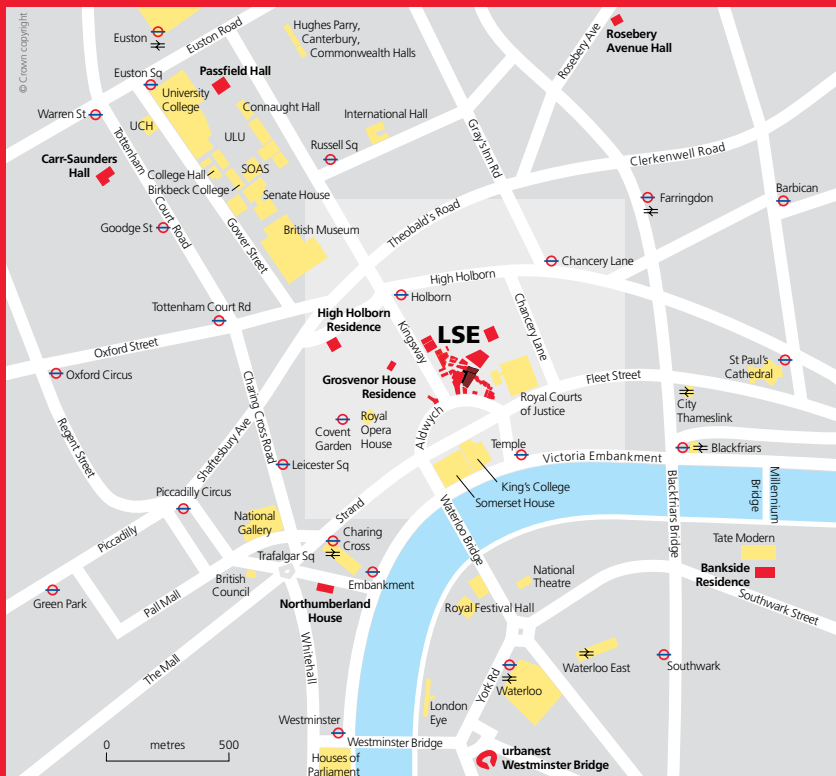 © Crown copyright
Euston
Euston Road
Hughes Parry,
Canterbury,
Commonwealth Halls
Rosebery Ave
Rosebery
Avenue Hall
Euston Sq
Passfield Hall
University
College
Connaught Hall
Warren St
UCH
ULU
International Hall
Gray's Inn Rd
Tottenham
Court Road
Russell Sq
Clerkenwell Road
Carr-Saunders
Hall
College Hall
Birkbeck College
SOAS
Senate House
Farringdon
Barbican
Goodge St
Gower Street
British Museum
Theobald's Road
Chancery Lane
High Holborn
Holborn
Tottenham Court Rd
High Holborn
Residence
Kingsway
LSE
Chancery Lane
Oxford Street
Oxford Circus
Grosvenor House
Residence
Royal Courts
of Justice
Fleet Street
St Paul's
Cathedral
City
Thameslink
Regent Street
Shaftesbury Ave
Charing Cross Road
Covent
Garden
Royal
Opera
House
Aldwych
Temple
Victoria Embankment
Blackfriars
Leicester Sq
King's College
Somerset House
Blackfriars Bridge
Millennium
Bridge
Piccadilly Circus
Piccadilly
National
Gallery
Strand
Waterloo Bridge
Charing
Cross
Trafalgar Sq
Tate Modern
Green Park
Pall Mall
British
Council
Embankment
National
Theatre
Bankside
Residence
Northumberland
House
Royal Festival Hall
Southwark Street
The Mall
Whitehall
Waterloo East
Southwark
York Rd
Waterloo
London
Eye
Westminster
Westminster Bridge
0 metres 500
Houses of
Parliament
urbanest
Westminster Bridge